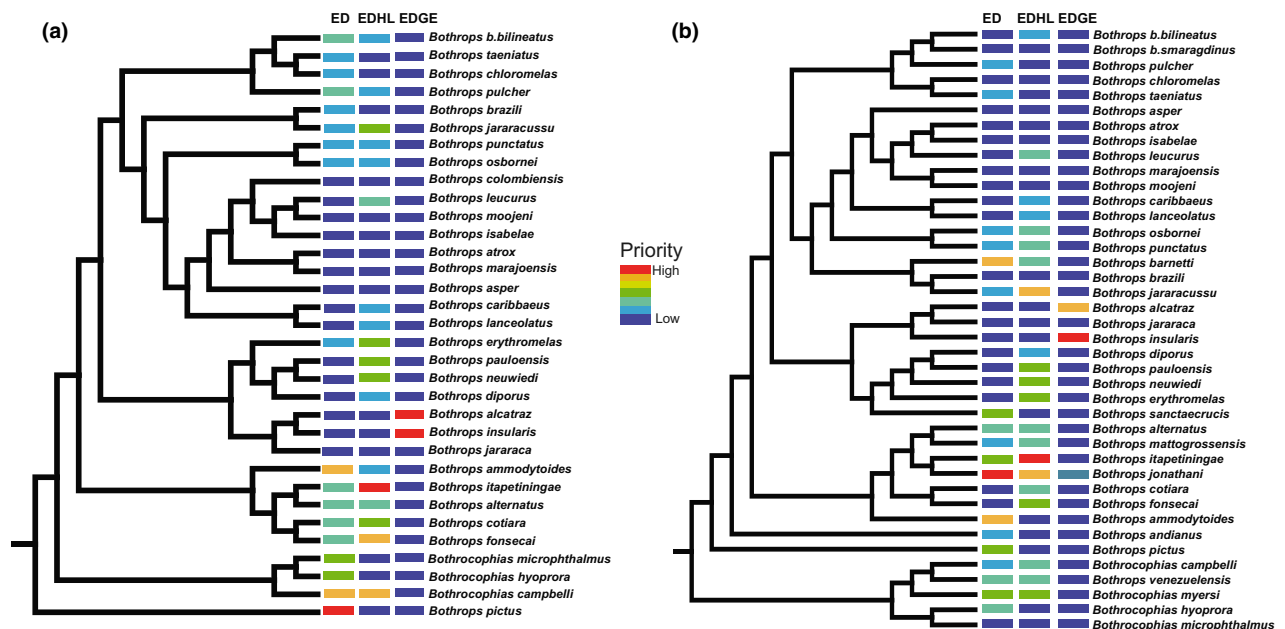 (a)
ED EDHL EDGE
Bothrops b.bilineatus
Bothrops taeniatus
Bothrops chloromelas
Bothrops pulcher
Bothrops brazili
Bothrops jararacussu
Bothrops punctatus
Bothrops osbornei
Bothrops colombiensis
Bothrops leucurus
Bothrops moojeni
Bothrops isabelae
Bothrops atrox
Bothrops marajoensis
Bothrops asper
Bothrops caribbaeus
Bothrops lanceolatus
Bothrops erythromelas
Bothrops pauloensis
Bothrops neuwiedi
Bothrops diporus
Bothrops alcatraz
Bothrops insularis
Bothrops jararaca
Bothrops ammodytoides
Bothrops itapetiningae
Bothrops alternatus
Bothrops cotiara
Bothrops fonsecai
Bothrocophias microphthalmus
Bothrocophias hyoprora
Bothrocophias campbelli
Bothrops pictus
Priority
High
Low
(b)
ED EDHL EDGE
Bothrops b.bilineatus
Bothrops b.smaragdinus
Bothrops pulcher
Bothrops chloromelas
Bothrops taeniatus
Bothrops asper
Bothrops atrox
Bothrops isabelae
Bothrops leucurus
Bothrops marajoensis
Bothrops moojeni
Bothrops caribbaeus
Bothrops lanceolatus
Bothrops osbornei
Bothrops punctatus
Bothrops barnetti
Bothrops brazili
Bothrops jararacussu
Bothrops alcatraz
Bothrops jararaca
Bothrops insularis
Bothrops diporus
Bothrops pauloensis
Bothrops neuwiedi
Bothrops erythromelas
Bothrops sanctaecrucis
Bothrops alternatus
Bothrops mattogrossensis
Bothrops itapetiningae
Bothrops jonathani
Bothrops cotiara
Bothrops fonsecai
Bothrops ammodytoides
Bothrops andianus
Bothrops pictus
Bothrocophias campbelli
Bothrops venezuelensis
Bothrocophias myersi
Bothrocophias hyoprora
Bothrocophias microphthalmus